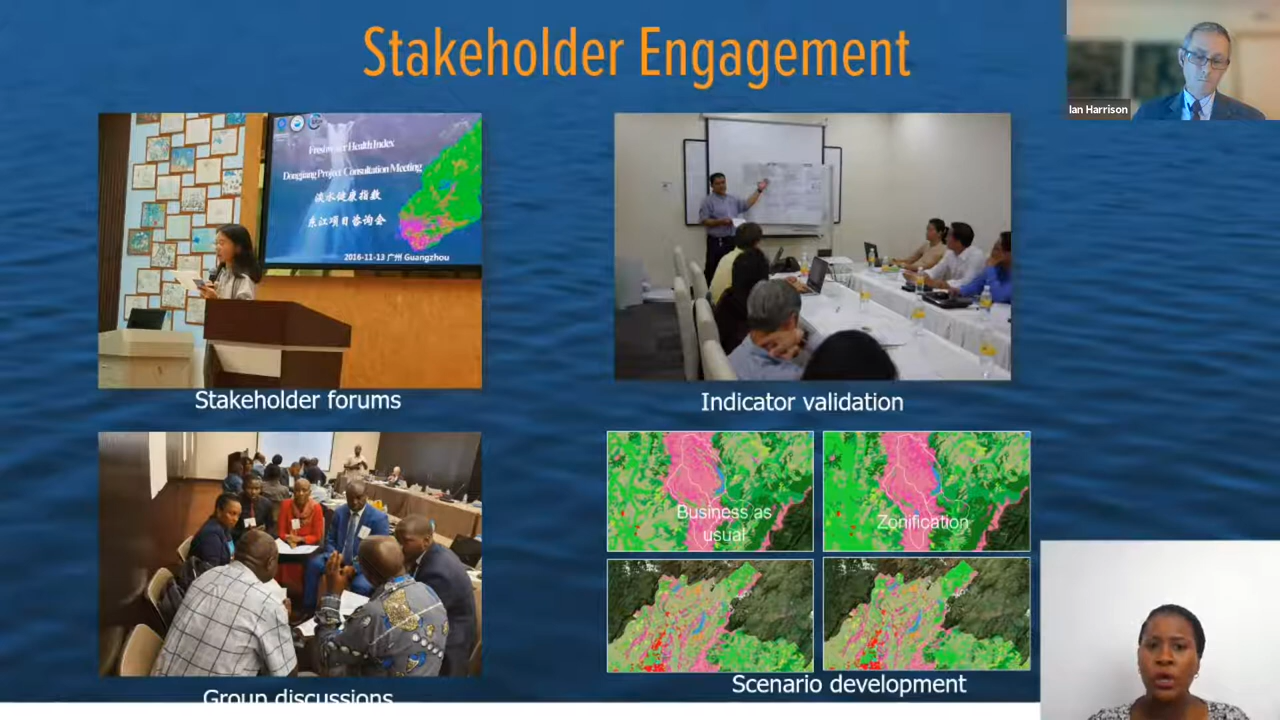 Stakeholder Engagement
Ian Harrison
Freshwater Health Index
Dongjiang Project Consultation Meeting
淡水健康指数
东江项目咨询会
2016-11-13 广州 Guangzhou
Stakeholder forums
Indicator validation
Business as
usual
Zonification
Group discussions
Scenario development